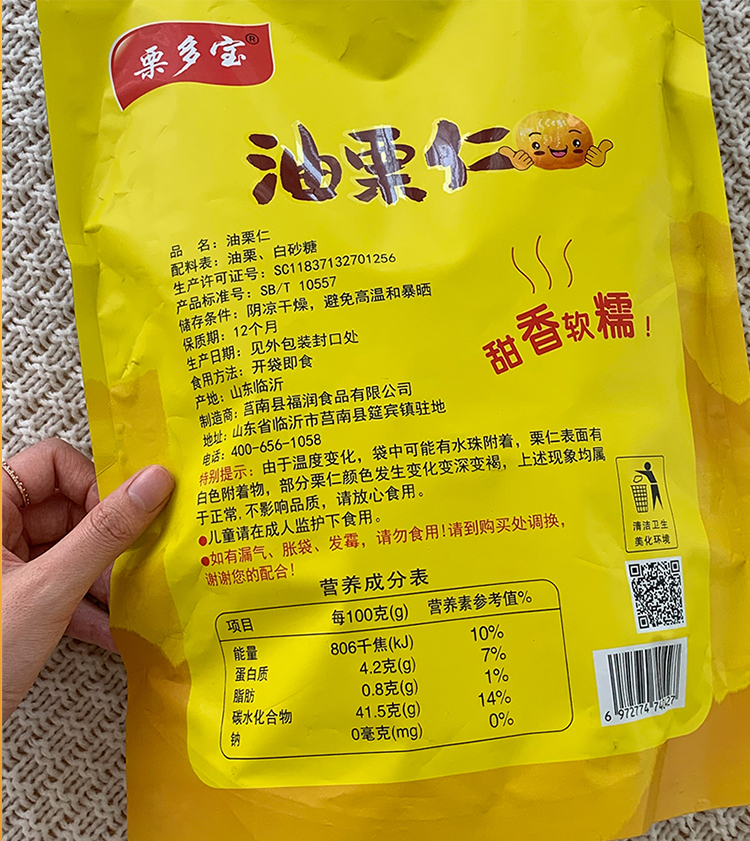 栗多宝®
油栗仁
品 名：油栗仁
配料表：油栗、白砂糖
生产许可证号：SC11837132701256
产品标准号：SB/T 10557
储存条件：阴凉干燥，避免高温和暴晒
保质期：12个月
生产日期：见外包装封口处
食用方法：开袋即食
产地：山东临沂
制造商：莒南县福润食品有限公司
地址：山东省临沂市莒南县筵宾镇驻地
电话：400-656-1058
特别提示：由于温度变化，袋中可能有水珠附着，栗仁表面有
白色附着物，部分栗仁颜色发生变化变深变褐，上述现象均属
于正常,不影响品质，请放心食用。
●儿童请在成人监护下食用。
●如有漏气、胀袋、发霉，请勿食用!请到购买处调换，
谢谢您的配合！
甜香软糯！
清洁卫生
美化环境
营养成分表
项目 每100克(g) 营养素参考值%
能量 806千焦(kJ) 10%
蛋白质 4.2克(g) 7%
脂肪 0.8克(g) 1%
碳水化合物 41.5克(g) 14%
钠 0毫克(mg) 0%